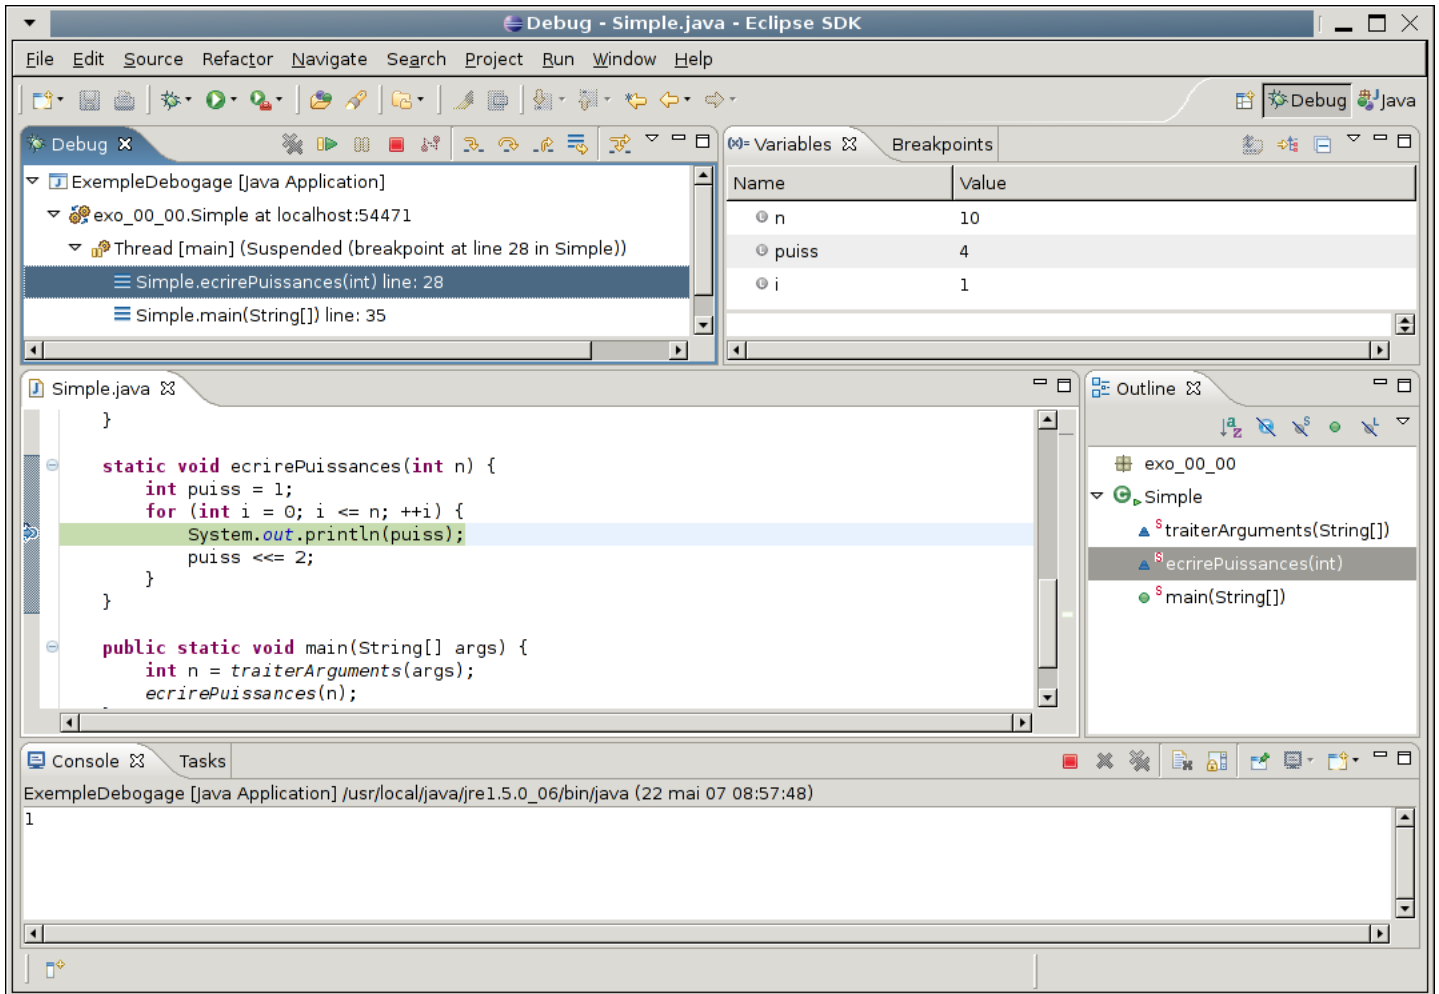 Debug - Simple.java - Eclipse SDK
File Edit Source Refactor Navigate Search Project Run Window Help
Debug Java
Debug
ExempleDebogage [Java Application]
exo_00_00.Simple at localhost:54471
Thread [main] (Suspended (breakpoint at line 28 in Simple))
Simple.ecrirePuissances(int) line: 28
Simple.main(String[]) line: 35
(x)= Variables Breakpoints
Name Value
n 10
puiss 4
i 1
Simple.java
}
static void ecrirePuissances(int n) {
int puiss = 1;
for (int i = 0; i <= n; ++i) {
System.out.println(puiss);
puiss <<= 2;
}
}
public static void main(String[] args) {
int n = traiterArguments(args);
ecrirePuissances(n);
Outline
exo_00_00
Simple
S traiterArguments(String[])
S ecrirePuissances(int)
S main(String[])
Console Tasks
ExempleDebogage [Java Application] /usr/local/java/jre1.5.0_06/bin/java (22 mai 07 08:57:48)
1